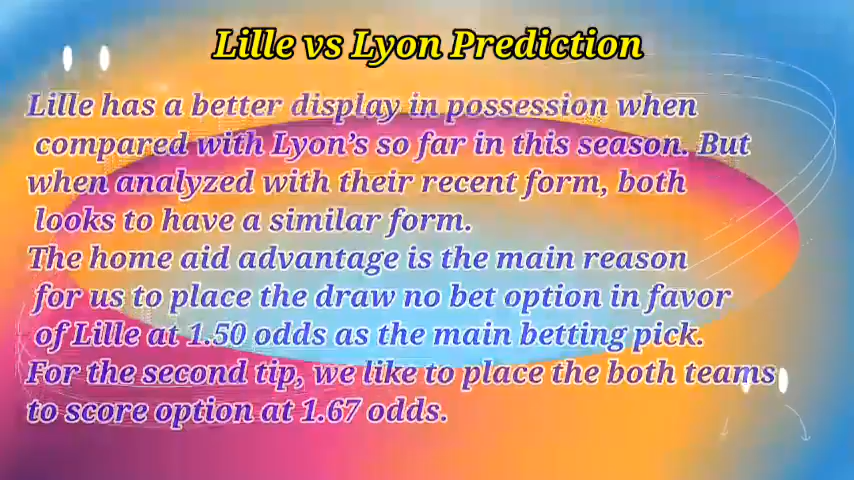 Lille vs Lyon Prediction
Lille has a better display in possession when
compared with Lyon's so far in this season. But
when analyzed with their recent form, both
looks to have a similar form.
The home aid advantage is the main reason
for us to place the draw no bet option in favor
of Lille at 1.50 odds as the main betting pick.
For the second tip, we like to place the both teams
to score option at 1.67 odds.